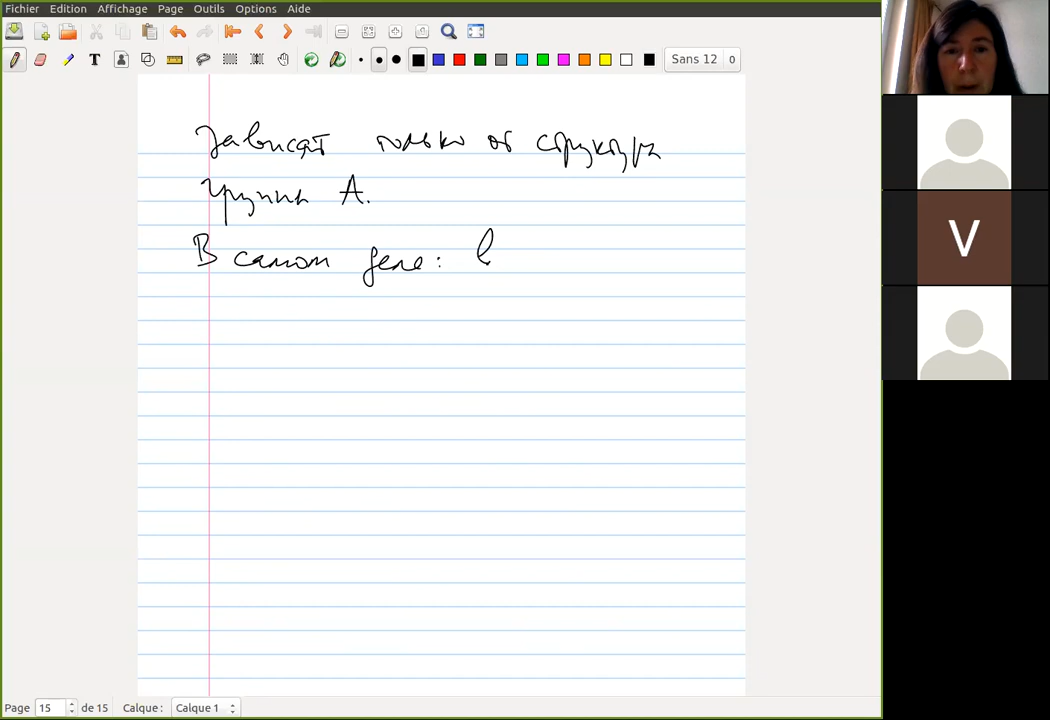 Fichier Edition Affichage Page Outils Options Aide
Sans 12 0
зависят только от структуры
группы А.
В самом деле: в
V
Page 15 de 15 Calque : Calque 1